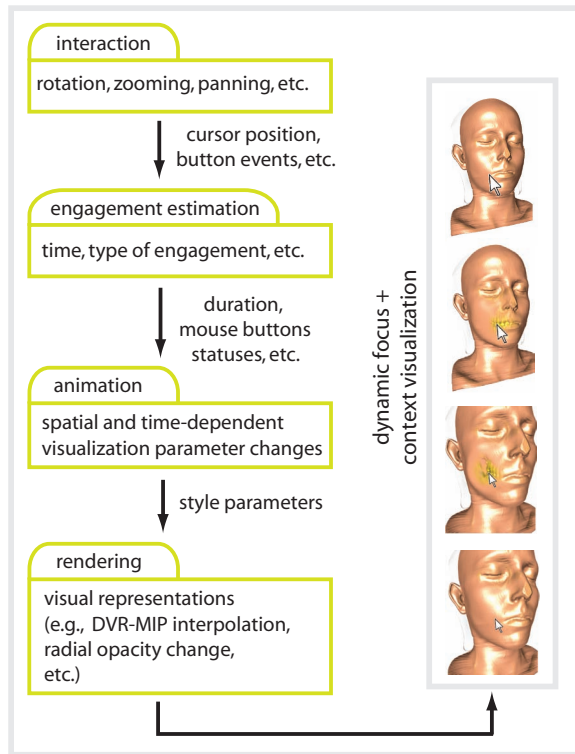 interaction
rotation, zooming, panning, etc.
cursor position,
button events, etc.
engagement estimation
time, type of engagement, etc.
duration,
mouse buttons
statuses, etc.
animation
spatial and time-dependent
visualization parameter changes
style parameters
rendering
visual representations
(e.g., DVR-MIP interpolation,
radial opacity change,
etc.)
dynamic focus +
context visualization